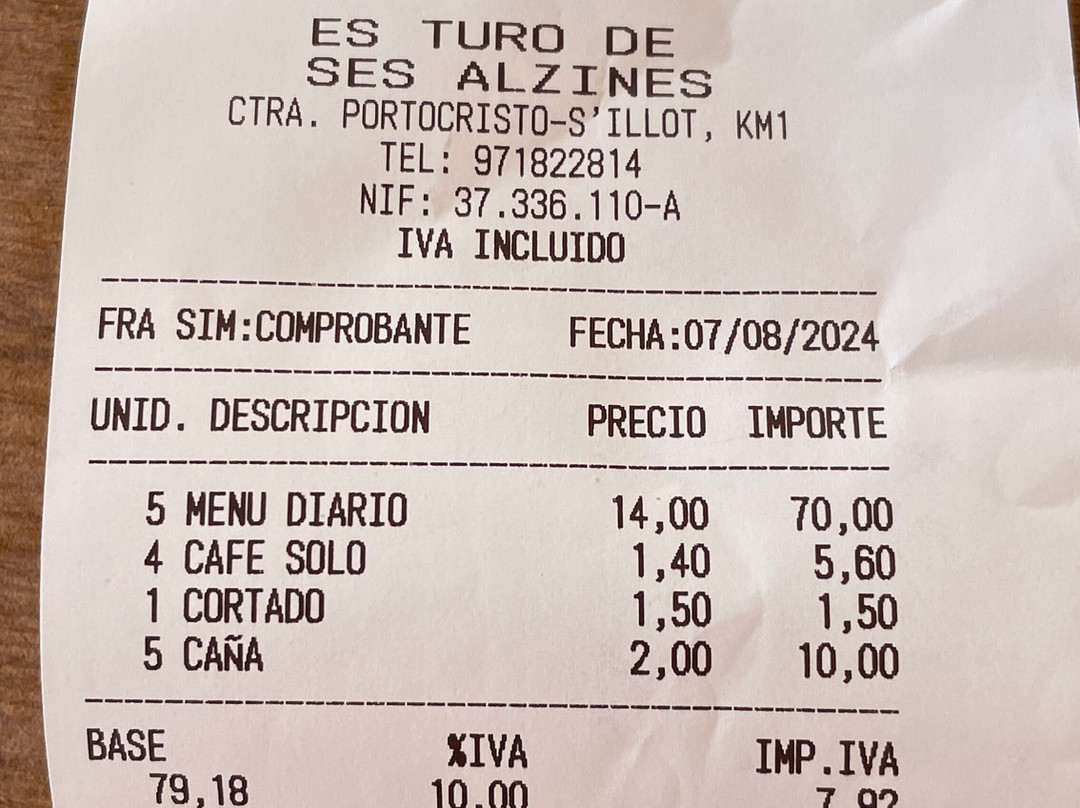 ES TURO DE
SES ALZINES
CTRA. PORTOCRISTO-S'ILLOT, KM1
TEL: 971822814
NIF: 37.336.110-A
IVA INCLUIDO
FRA SIM:COMPROBANTE FECHA:07/08/2024
UNID. DESCRIPCION PRECIO IMPORTE
5 MENU DIARIO 14,00 70,00
4 CAFE SOLO 1,40 5,60
1 CORTADO 1,50 1,50
5 CAÑA 2,00 10,00
BASE %IVA IMP.IVA
79,18 10,00 7,92